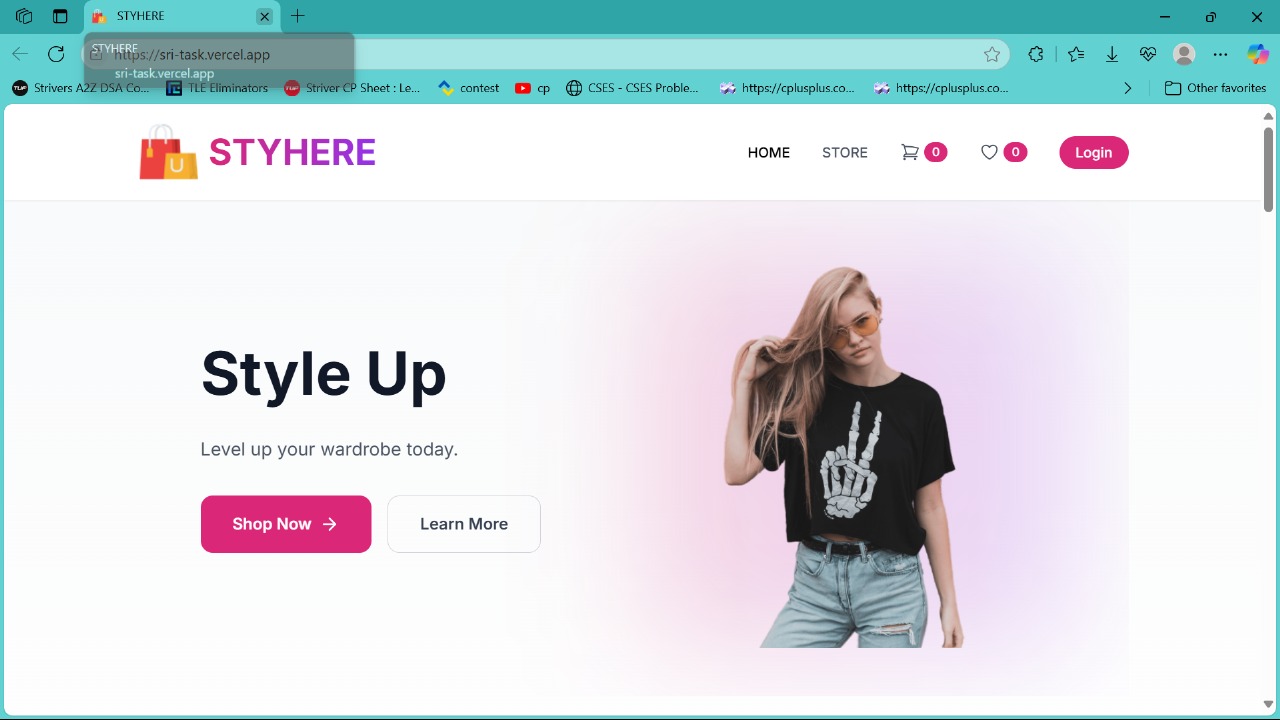 STYHERE
STYHERE
https://sri-task.vercel.app
sri-task.vercel.app
Strivers A2Z DSA Co...
TLE Eliminators
Striver CP Sheet : Le...
contest
cp
CSES - CSES Proble...
https://cplusplus.co...
https://cplusplus.co...
Other favorites
STYHERE
HOME
STORE
0
0
Login
Style Up
Level up your wardrobe today.
Shop Now →
Learn More